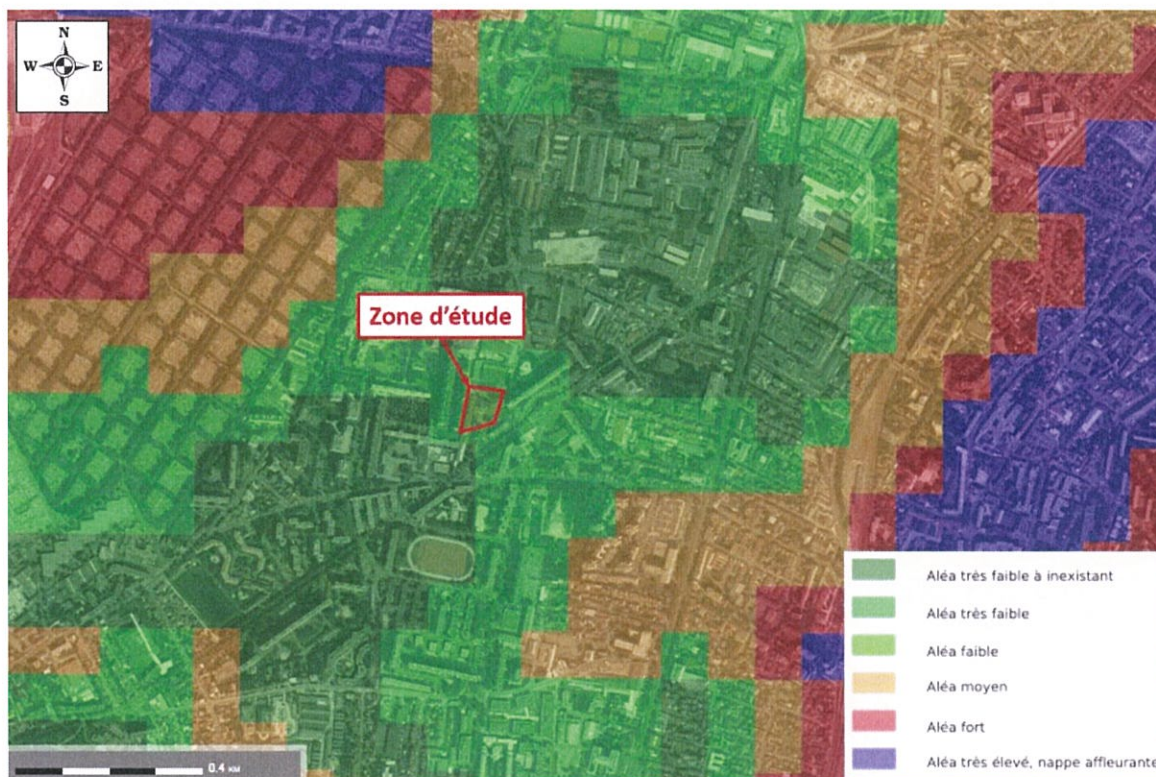 N
W E
S
Zone d'étude
Aléa très faible à inexistant
Aléa très faible
Aléa faible
Aléa moyen
Aléa fort
Aléa très élevé, nappe affleurante
0.4 KM